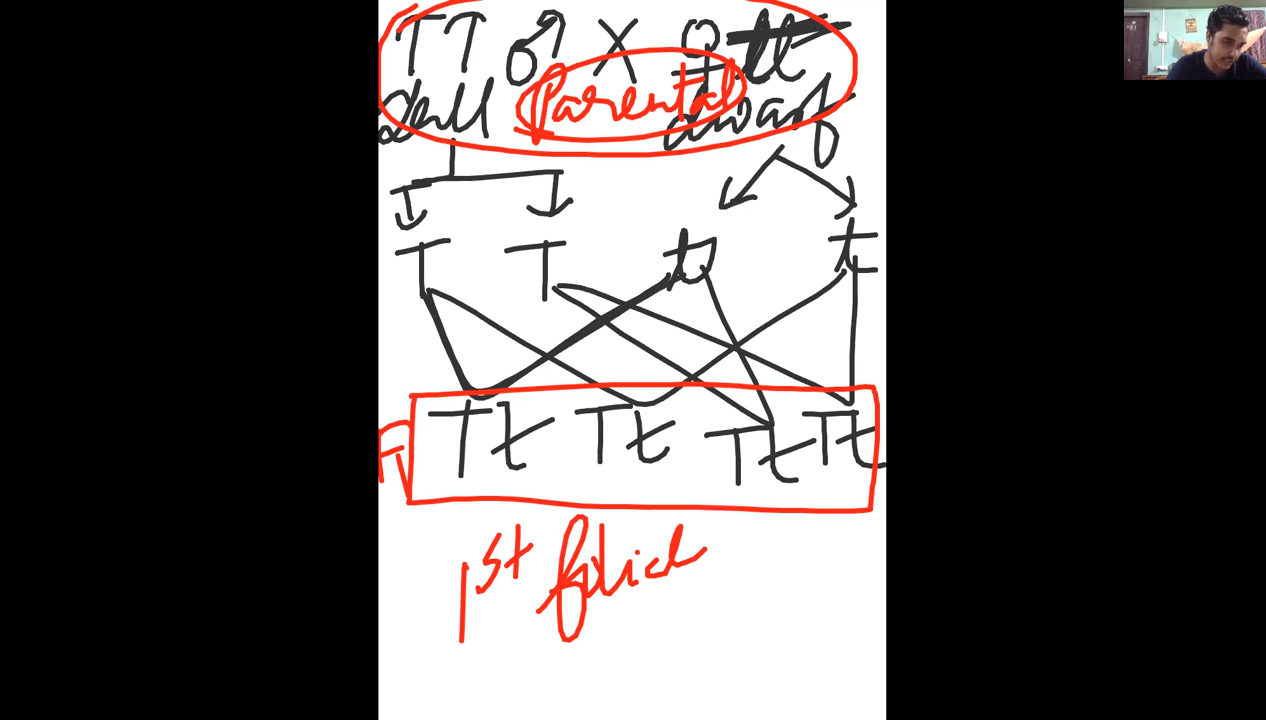 TT ♂ X ♀ tt
tall Parental dwarf
T T t t
F1 Tt Tt Tt Tt
1st filial